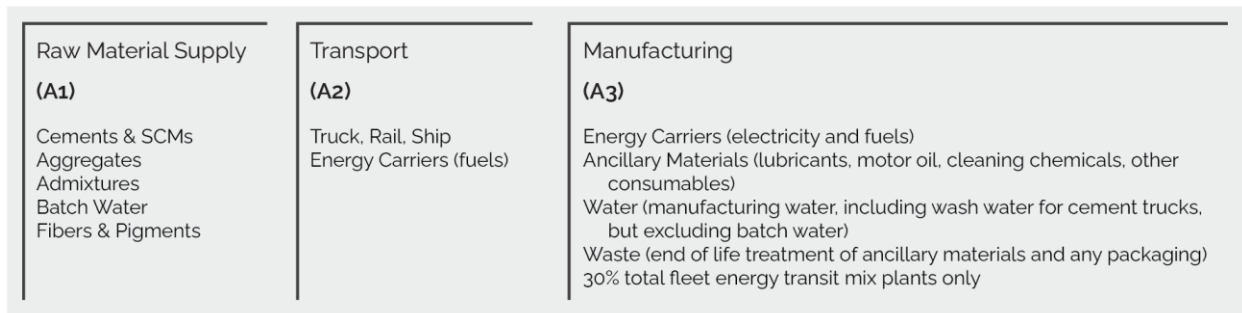 Raw Material Supply
(A1)
Cements & SCMs
Aggregates
Admixtures
Batch Water
Fibers & Pigments
Transport
(A2)
Truck, Rail, Ship
Energy Carriers (fuels)
Manufacturing
(A3)
Energy Carriers (electricity and fuels)
Ancillary Materials (lubricants, motor oil, cleaning chemicals, other
consumables)
Water (manufacturing water, including wash water for cement trucks,
but excluding batch water)
Waste (end of life treatment of ancillary materials and any packaging)
30% total fleet energy transit mix plants only